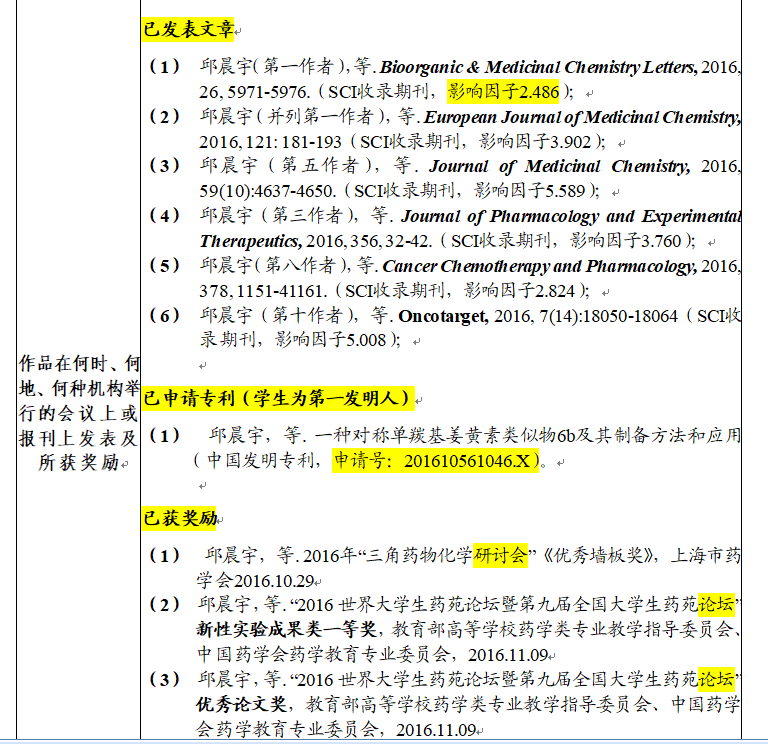 作品在何时、何
地、何种机构举
行的会议上或
报刊上发表及
所获奖励
已发表文章
（1） 邱晨宇（第一作者），等. Bioorganic & Medicinal Chemistry Letters, 2016,
26, 5971-5976.（SCI收录期刊，影响因子2.486）；
（2） 邱晨宇（并列第一作者），等. European Journal of Medicinal Chemistry,
2016, 121: 181-193（SCI收录期刊，影响因子3.902）；
（3） 邱晨宇（第五作者），等. Journal of Medicinal Chemistry, 2016,
59(10):4637-4650.（SCI收录期刊，影响因子5.589）；
（4） 邱晨宇（第三作者），等. Journal of Pharmacology and Experimental
Therapeutics, 2016, 356, 32-42.（SCI收录期刊，影响因子3.760）；
（5） 邱晨宇（第八作者），等. Cancer Chemotherapy and Pharmacology, 2016,
378, 1151-41161.（SCI收录期刊，影响因子2.824）；
（6） 邱晨宇（第十作者），等. Oncotarget, 2016, 7(14):18050-18064（SCI收
录期刊，影响因子5.008）；
已申请专利（学生为第一发明人）
（1） 邱晨宇，等. 一种对称单羰基姜黄素类似物6b及其制备方法和应用
（中国发明专利，申请号：201610561046.X）。
已获奖励
（1） 邱晨宇，等. 2016年“三角药物化学研讨会”《优秀墙板奖》，上海市药
学会2016.10.29
（2） 邱晨宇，等. “2016 世界大学生药苑论坛暨第九届全国大学生药苑论坛”
新性实验成果类一等奖，教育部高等学校药学类专业教学指导委员会、
中国药学会药学教育专业委员会，2016.11.09
（3） 邱晨宇，等. “2016 世界大学生药苑论坛暨第九届全国大学生药苑论坛”
优秀论文奖，教育部高等学校药学类专业教学指导委员会、中国药学
会药学教育专业委员会，2016.11.09